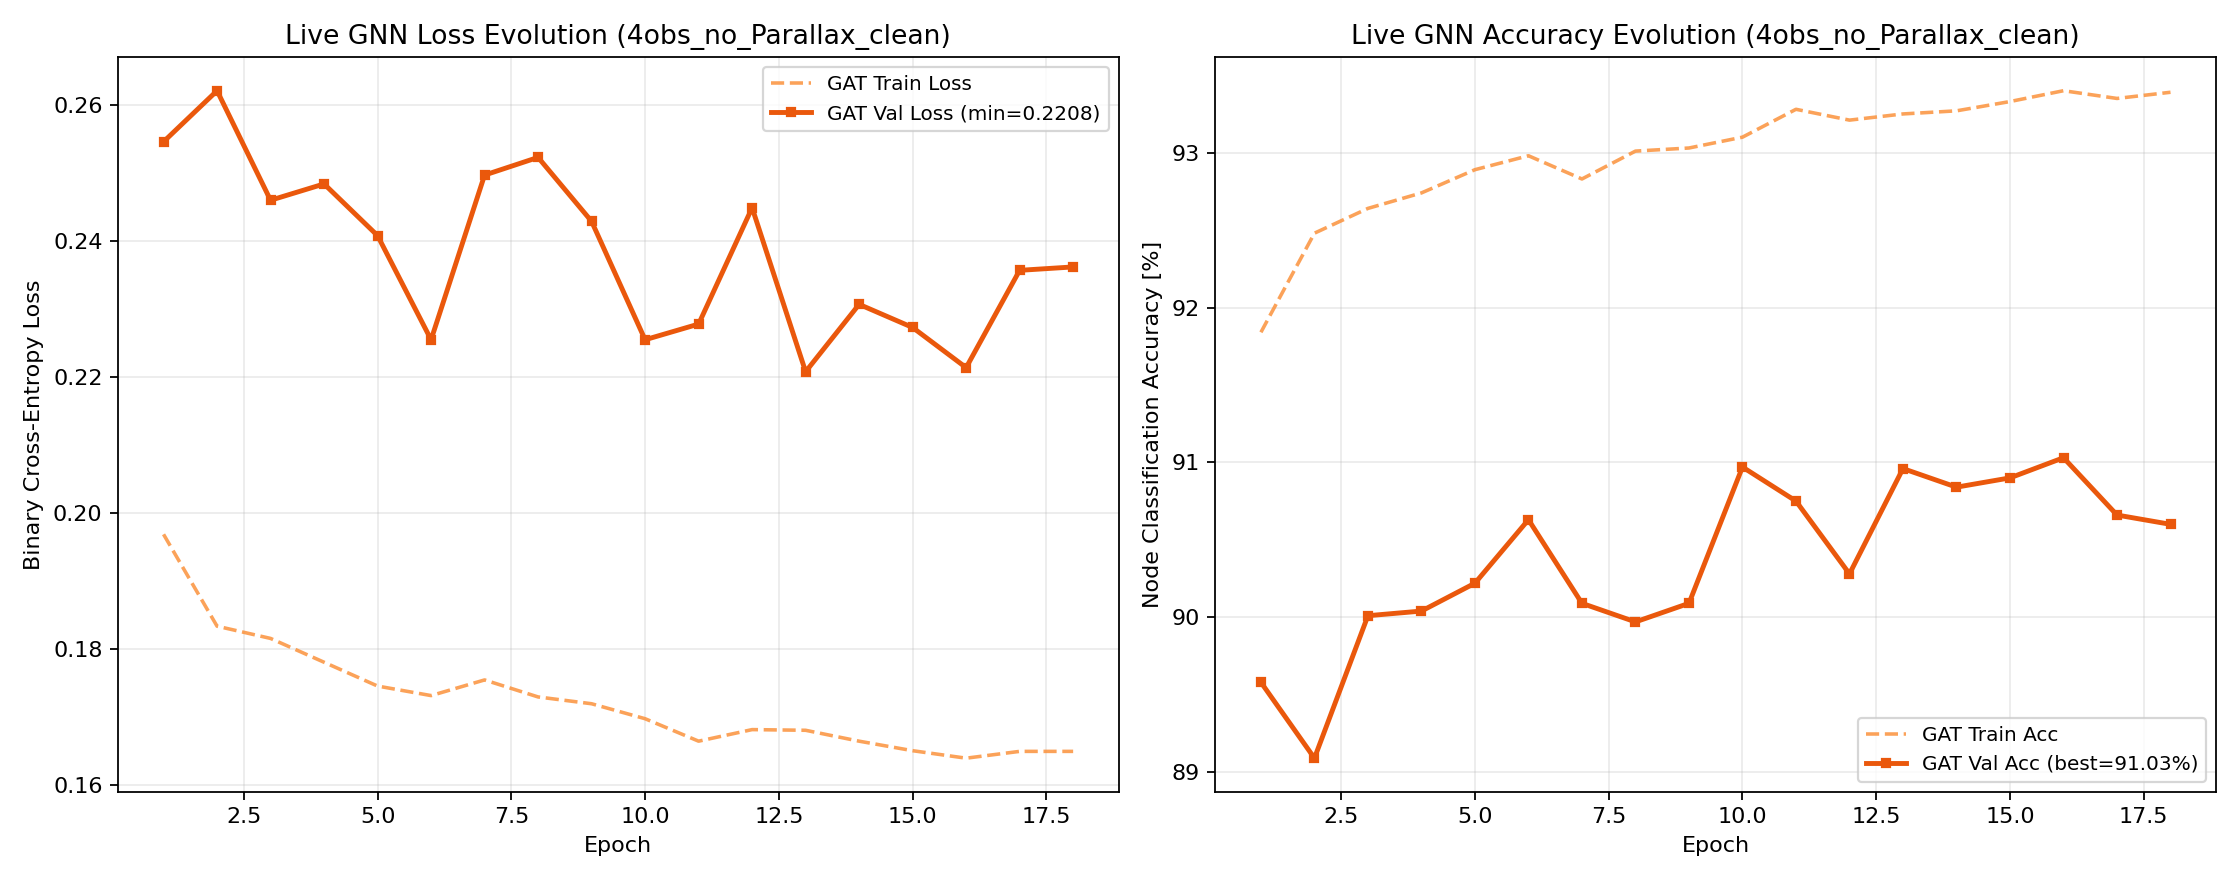 Live GNN Loss Evolution (4obs_no_Parallax_clean)
GAT Train Loss
GAT Val Loss (min=0.2208)
Binary Cross-Entropy Loss
0.26
0.24
0.22
0.20
0.18
0.16
2.5 5.0 7.5 10.0 12.5 15.0 17.5
Epoch
Live GNN Accuracy Evolution (4obs_no_Parallax_clean)
Node Classification Accuracy [%]
93
92
91
90
89
GAT Train Acc
GAT Val Acc (best=91.03%)
2.5 5.0 7.5 10.0 12.5 15.0 17.5
Epoch